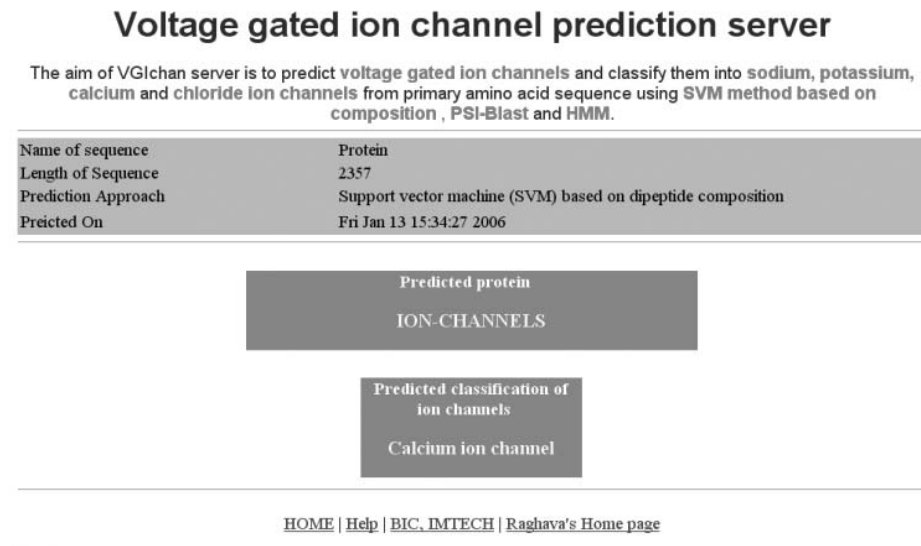 Voltage gated ion channel prediction server
The aim of VGIchan server is to predict voltage gated ion channels and classify them into sodium, potassium,
calcium and chloride ion channels from primary amino acid sequence using SVM method based on
composition , PSI-Blast and HMM.
Name of sequence Protein
Length of Sequence 2357
Prediction Approach Support vector machine (SVM) based on dipeptide composition
Preicted On Fri Jan 13 15:34:27 2006
Predicted protein
ION-CHANNELS
Predicted classification of
ion channels
Calcium ion channel
HOME | Help | BIC, IMTECH | Raghava's Home page